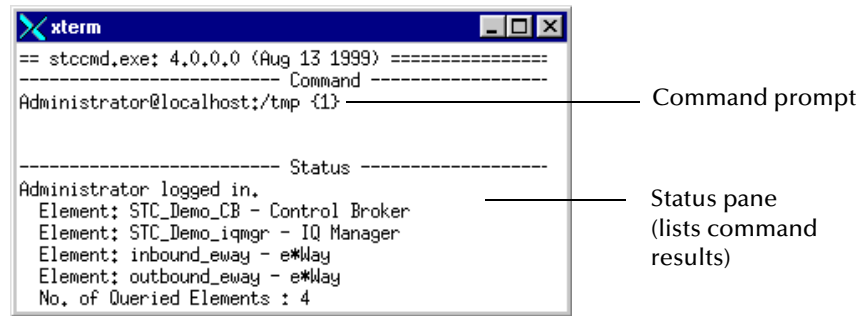 xterm
== stccmd.exe: 4.0.0.0 (Aug 13 1999) =================
--------------------------- Command ------------------
Administrator@localhost:/tmp {1}
Command prompt
--------------------------- Status -------------------
Administrator logged in.
Element: STC_Demo_CB - Control Broker
Element: STC_Demo_iqmgr - IQ Manager
Element: inbound_eway - e*Way
Element: outbound_eway - e*Way
No. of Queried Elements : 4
Status pane
(lists command
results)